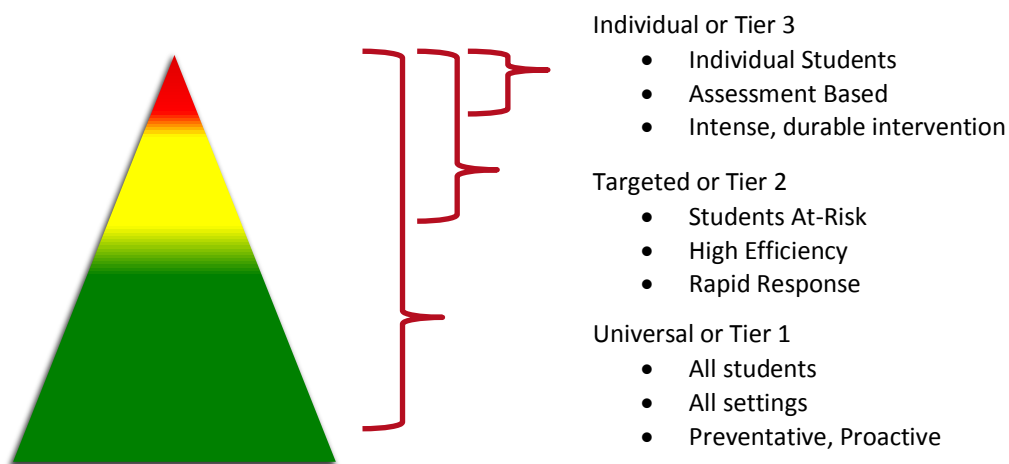 Individual or Tier 3
• Individual Students
• Assessment Based
• Intense, durable intervention
Targeted or Tier 2
• Students At-Risk
• High Efficiency
• Rapid Response
Universal or Tier 1
• All students
• All settings
• Preventative, Proactive